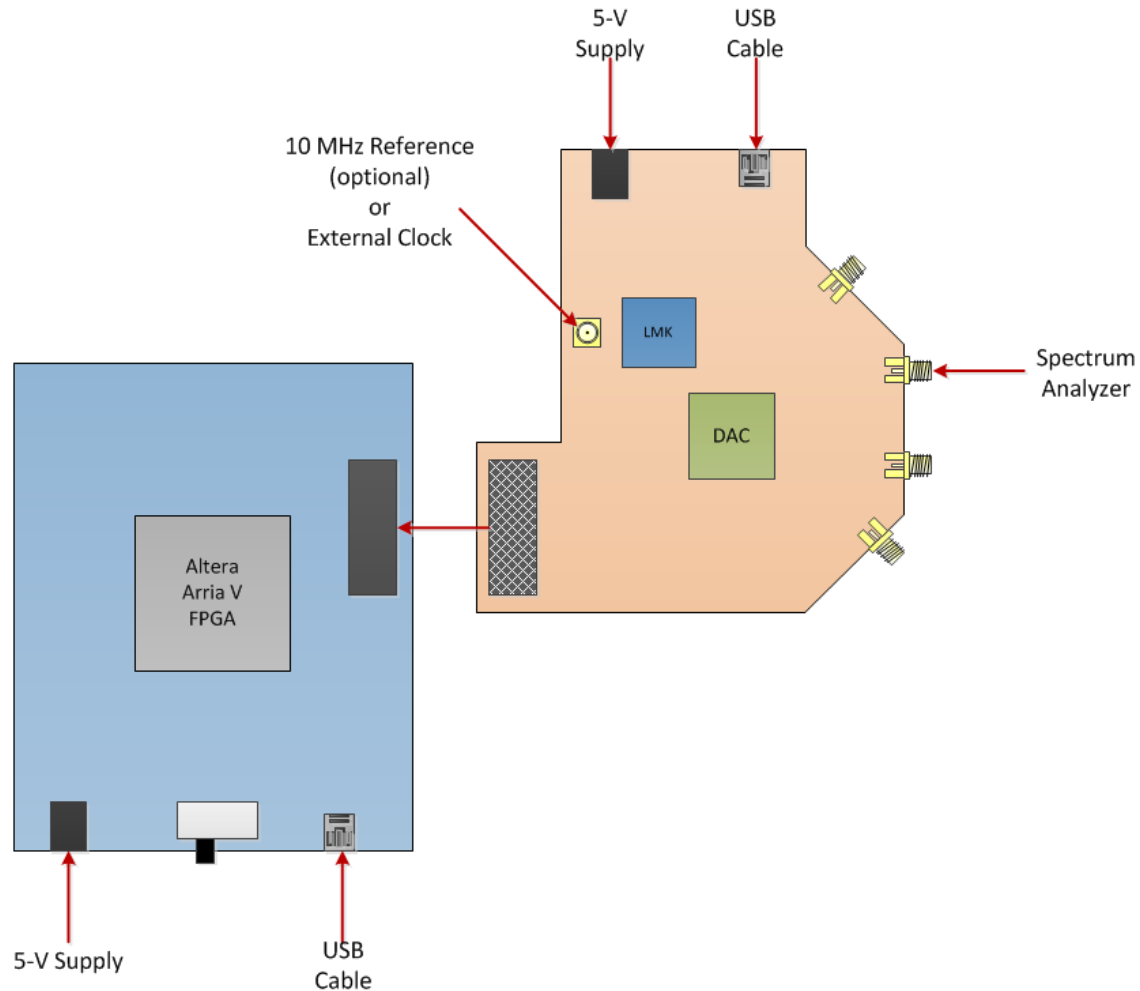 5-V
Supply
USB
Cable
10 MHz Reference
(optional)
or
External Clock
LMK
Spectrum
Analyzer
DAC
Altera
Arria V
FPGA
5-V Supply
USB
Cable